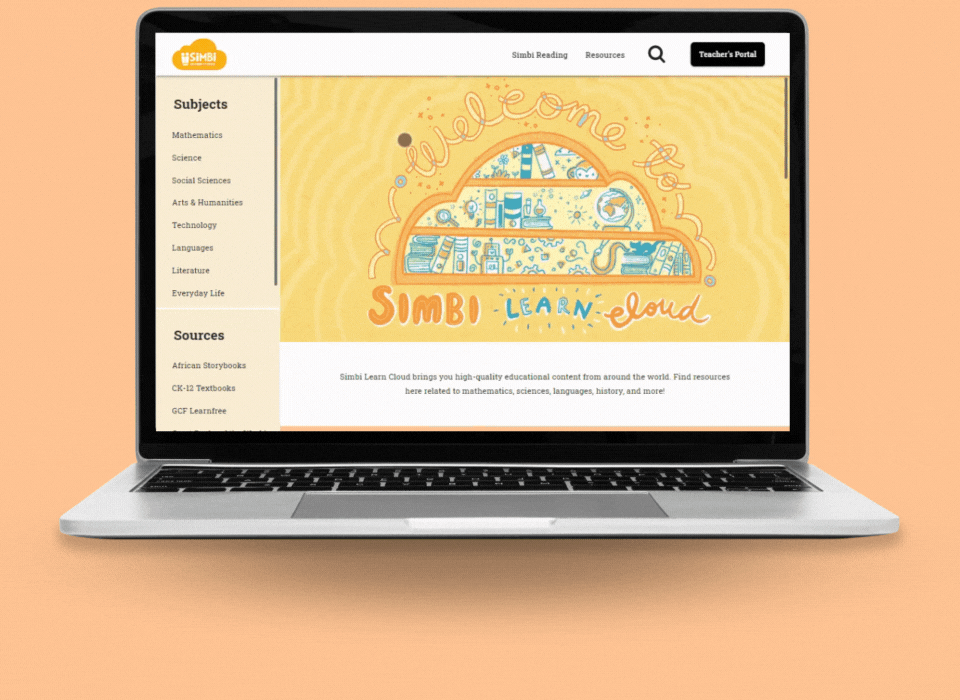 SIMBI
Simbi Reading
Resources
Teacher's Portal
Subjects
Mathematics
Science
Social Sciences
Arts & Humanities
Technology
Languages
Literature
Everyday Life
Sources
African Storybooks
CK-12 Textbooks
GCF Learnfree
welcome to
SIMBI LEARN cloud
Simbi Learn Cloud brings you high-quality educational content from around the world. Find resources
here related to mathematics, sciences, languages, history, and more!